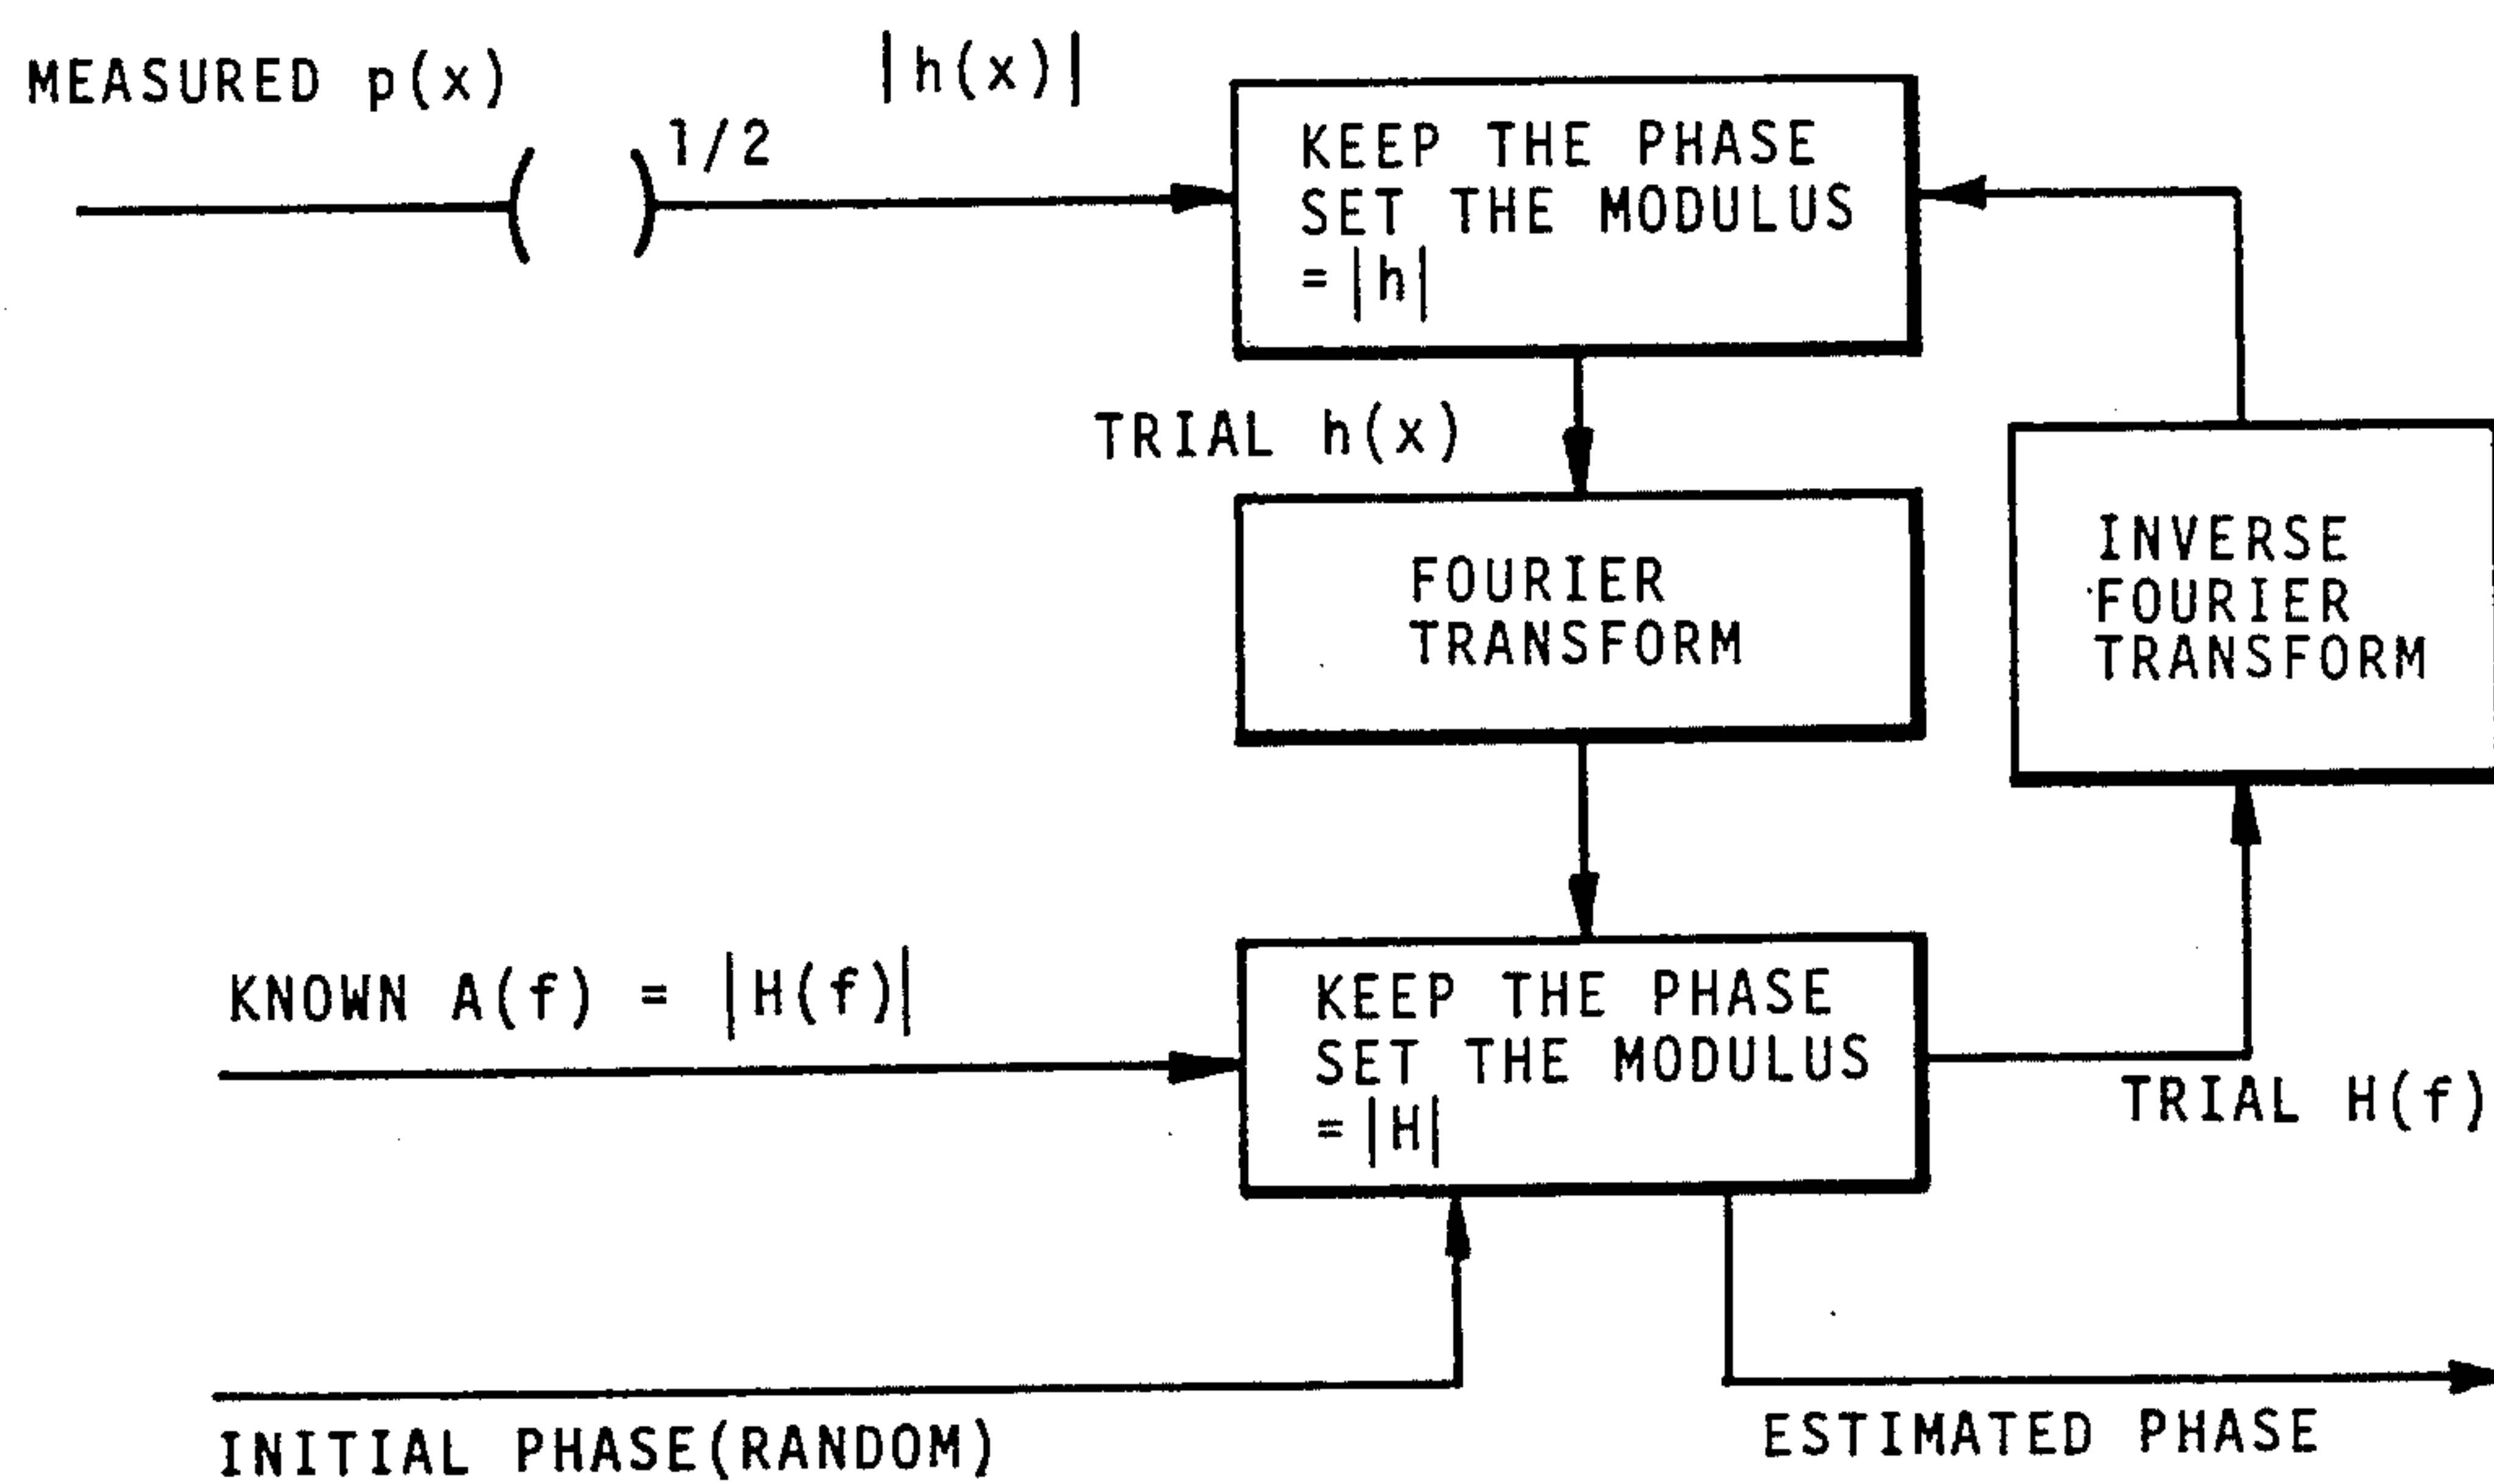 MEASURED p(x)
|h(x)|
( )1/2
KEEP THE PHASE
SET THE MODULUS
=|h|
TRIAL h(x)
FOURIER
TRANSFORM
INVERSE
FOURIER
TRANSFORM
KNOWN A(f) = |H(f)|
KEEP THE PHASE
SET THE MODULUS
=|H|
TRIAL H(f)
INITIAL PHASE(RANDOM)
ESTIMATED PHASE